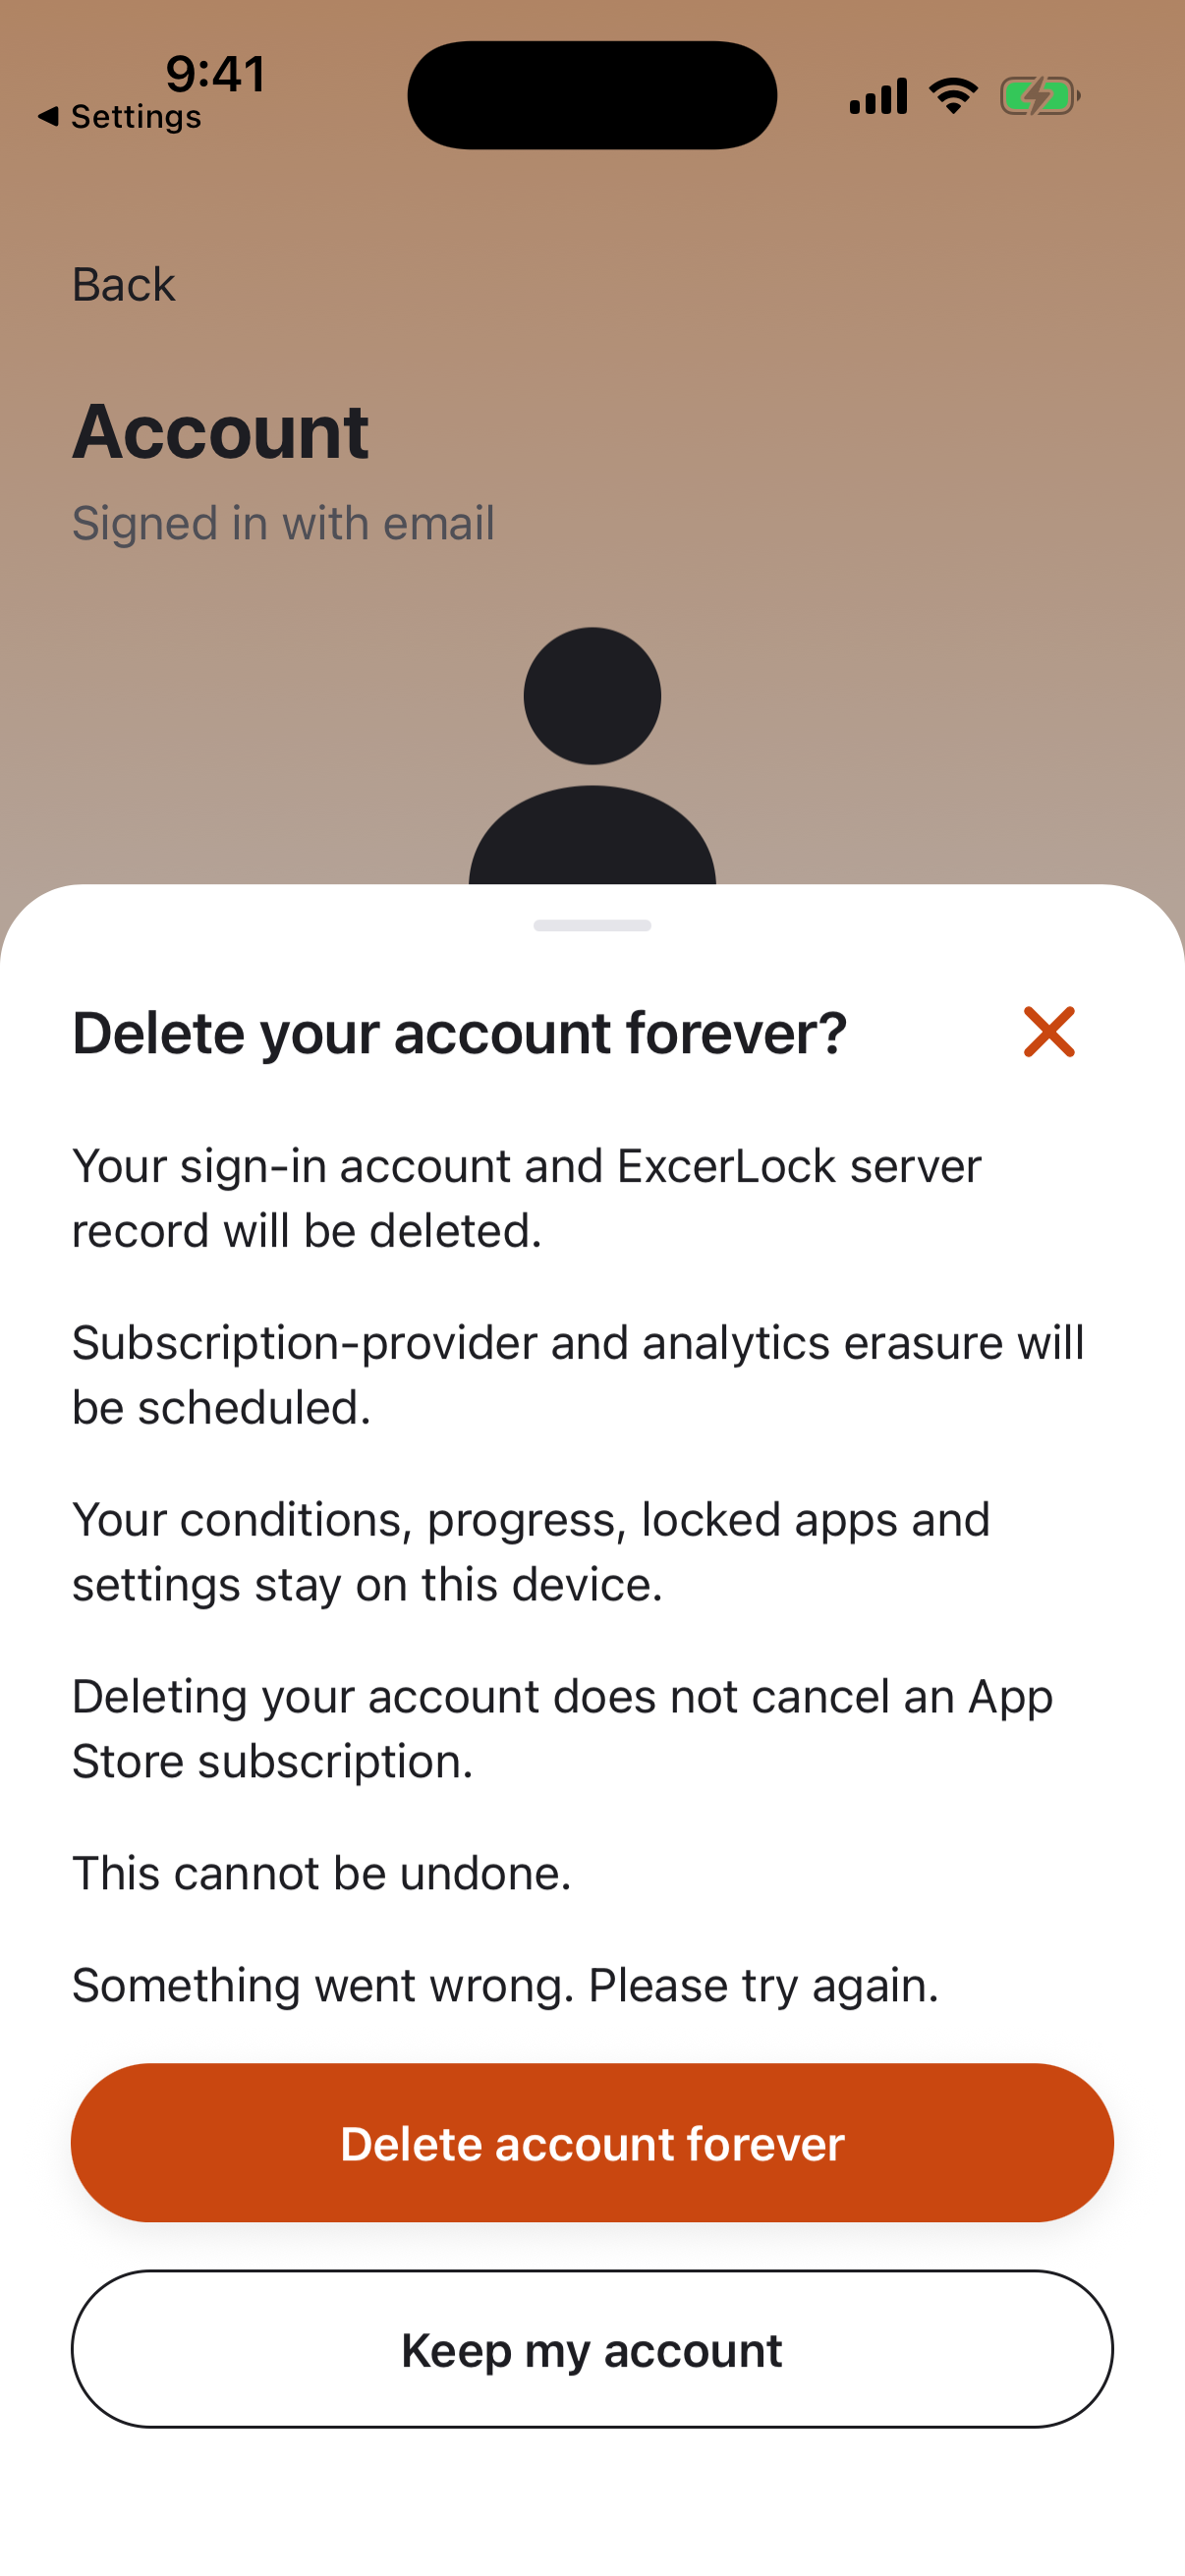 9:41
Settings
Back
Account
Signed in with email
Delete your account forever?
Your sign-in account and ExcerLock server
record will be deleted.
Subscription-provider and analytics erasure will
be scheduled.
Your conditions, progress, locked apps and
settings stay on this device.
Deleting your account does not cancel an App
Store subscription.
This cannot be undone.
Something went wrong. Please try again.
Delete account forever
Keep my account